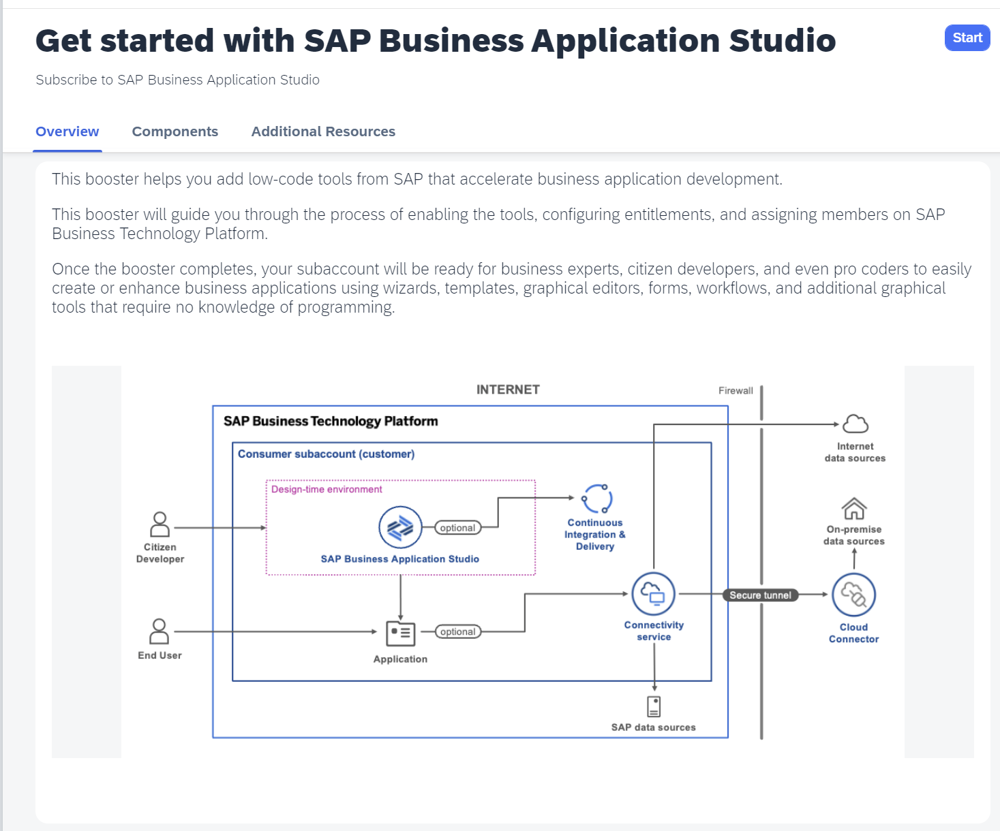 Get started with SAP Business Application Studio
Start
Subscribe to SAP Business Application Studio
Overview
Components
Additional Resources
This booster helps you add low-code tools from SAP that accelerate business application development.
This booster will guide you through the process of enabling the tools, configuring entitlements, and assigning members on SAP
Business Technology Platform.
Once the booster completes, your subaccount will be ready for business experts, citizen developers, and even pro coders to easily
create or enhance business applications using wizards, templates, graphical editors, forms, workflows, and additional graphical
tools that require no knowledge of programming.
INTERNET
Firewall
SAP Business Technology Platform
Consumer subaccount (customer)
Internet
data sources
Design-time environment
optional
SAP Business Application Studio
Continuous
Integration &
Delivery
On-premise
data sources
Citizen
Developer
Secure tunnel
Connectivity
service
Cloud
Connector
optional
End User
Application
SAP data sources